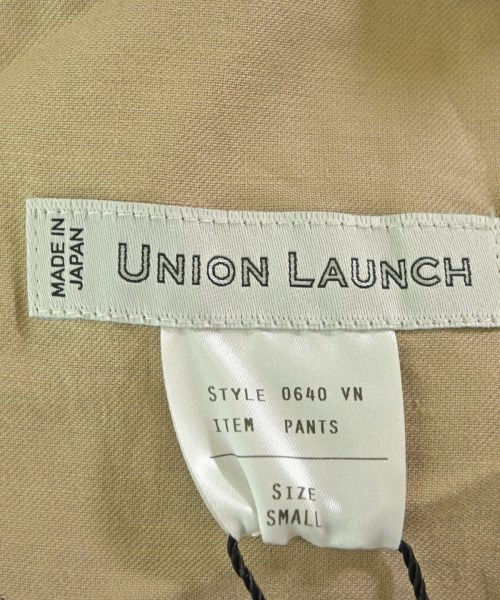 MADE IN
JAPAN
UNION LAUNCH
STYLE 0640 VN
ITEM PANTS
SIZE
SMALL